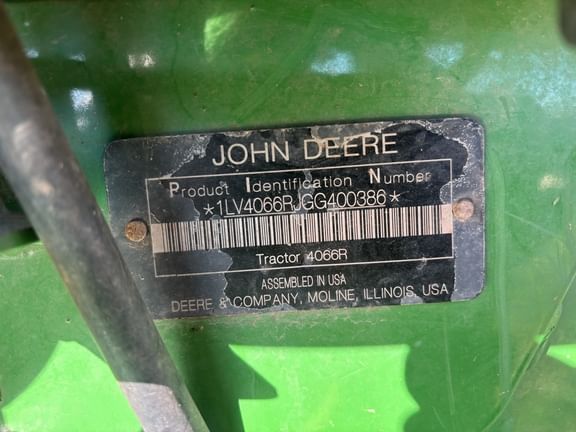 JOHN DEERE
Product Identification Number
*1LV4066RJGG400386*
Tractor 4066R
ASSEMBLED IN USA
DEERE & COMPANY, MOLINE, ILLINOIS, USA